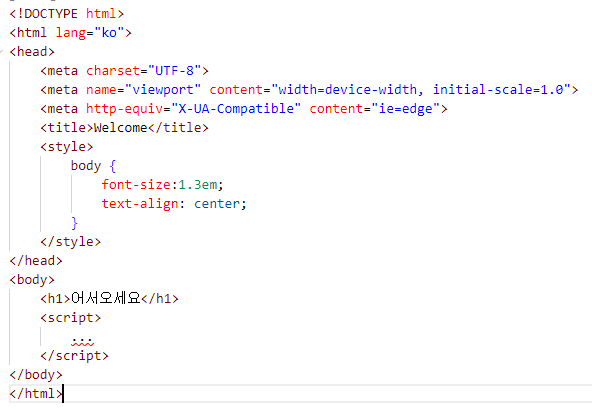 <!DOCTYPE html>
<html lang="ko">
<head>
    <meta charset="UTF-8">
    <meta name="viewport" content="width=device-width, initial-scale=1.0">
    <meta http-equiv="X-UA-Compatible" content="ie=edge">
    <title>Welcome</title>
    <style>
        body {
            font-size:1.3em;
            text-align: center;
        }
    </style>
</head>
<body>
    <h1>어서오세요</h1>
    <script>
        ...
    </script>
</body>
</html>